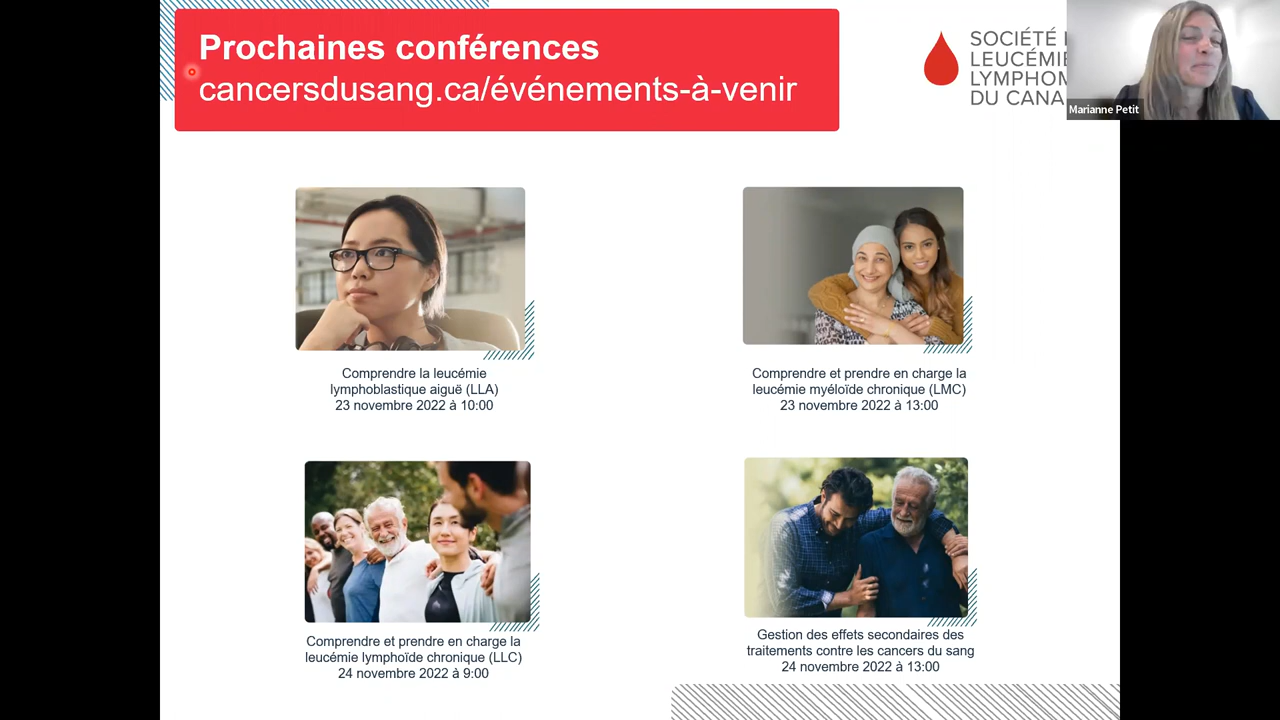 Prochaines conférences
cancersdusang.ca/événements-à-venir
SOCIÉTÉ
LEUCÉMIE
LYMPHOM
DU CANA
Marianne Petit
Comprendre la leucémie
lymphoblastique aiguë (LLA)
23 novembre 2022 à 10:00
Comprendre et prendre en charge la
leucémie myéloïde chronique (LMC)
23 novembre 2022 à 13:00
Comprendre et prendre en charge la
leucémie lymphoïde chronique (LLC)
24 novembre 2022 à 9:00
Gestion des effets secondaires des
traitements contre les cancers du sang
24 novembre 2022 à 13:00